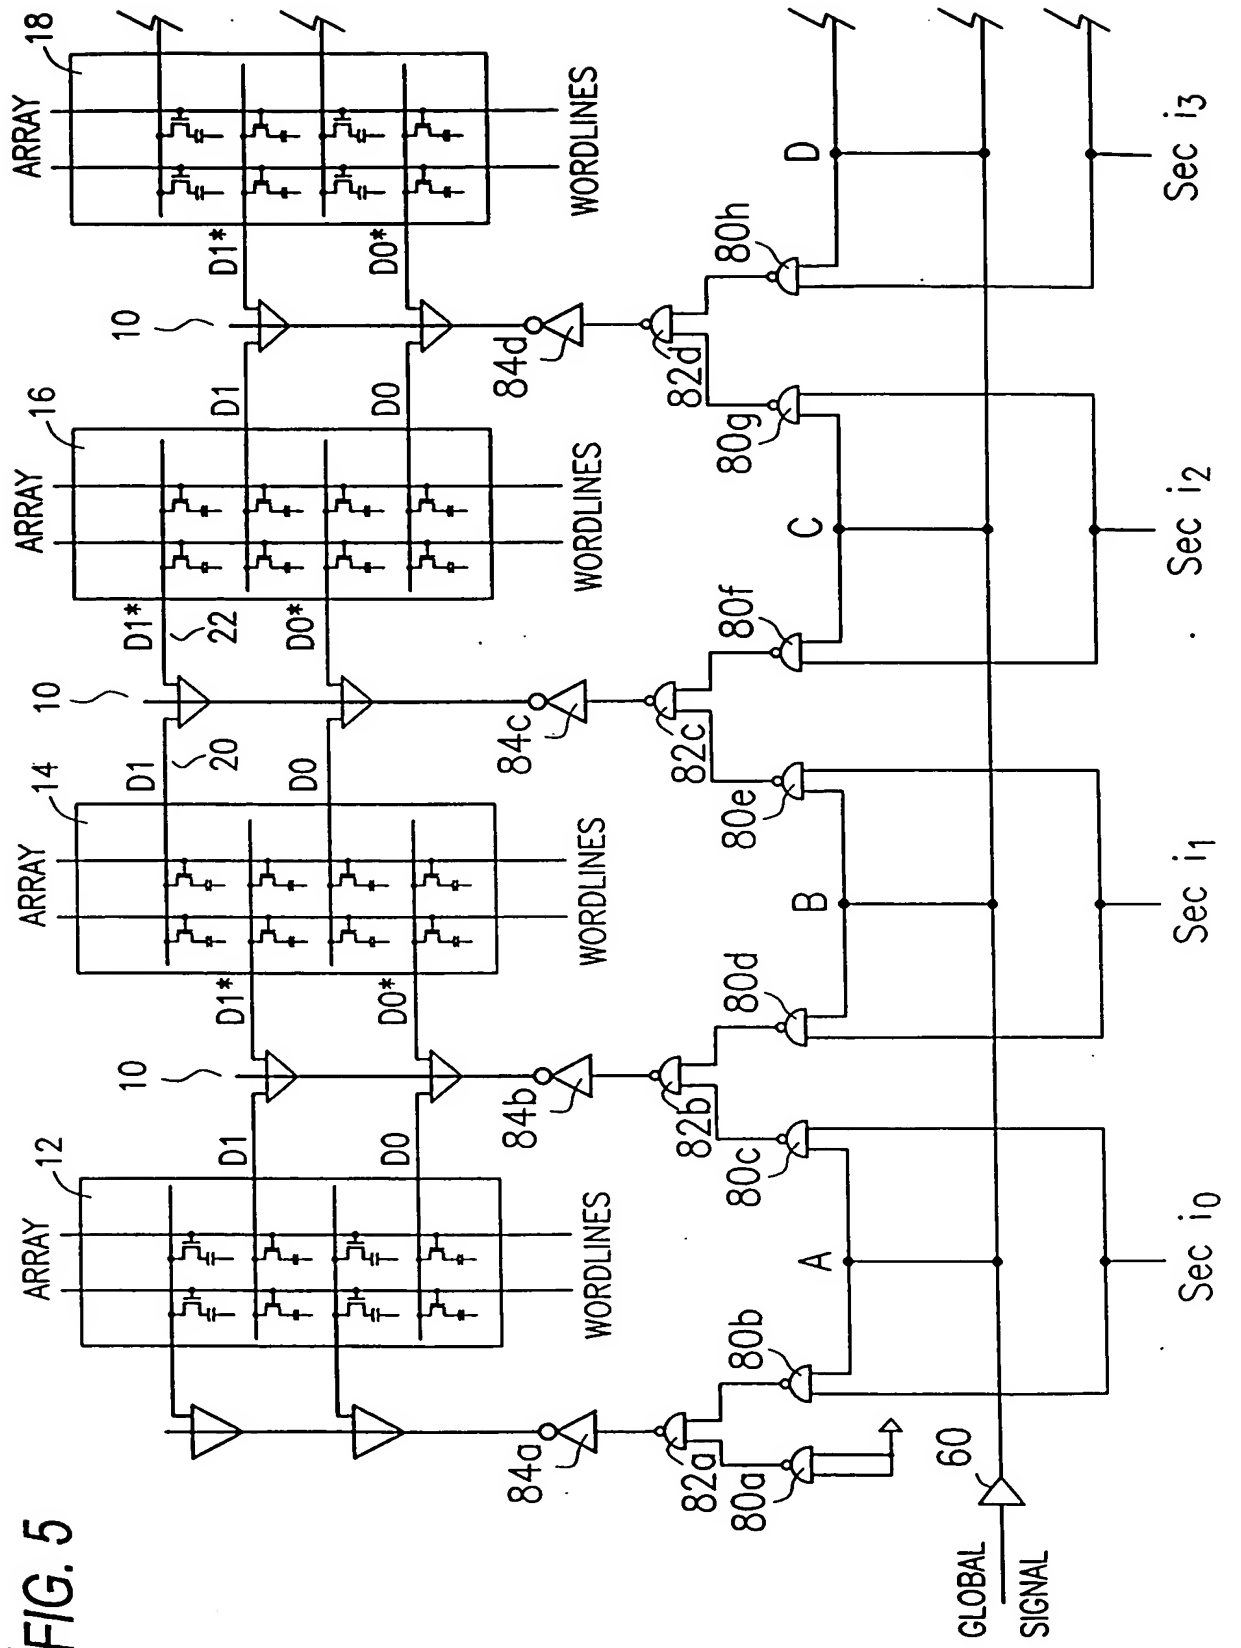 FIG. 5
ARRAY
ARRAY
ARRAY
ARRAY
12
14
16
18
10
10
10
D1
D1*
D1
D1*
D1
D1*
20
22
D0
D0*
D0
D0*
D0
D0*
WORDLINES
WORDLINES
WORDLINES
WORDLINES
84a
84b
84c
84d
82a
82b
82c
82d
80a
80b
80c
80d
80e
80f
80g
80h
A
B
C
D
60
GLOBAL
SIGNAL
Sec i0
Sec i1
Sec i2
Sec i3